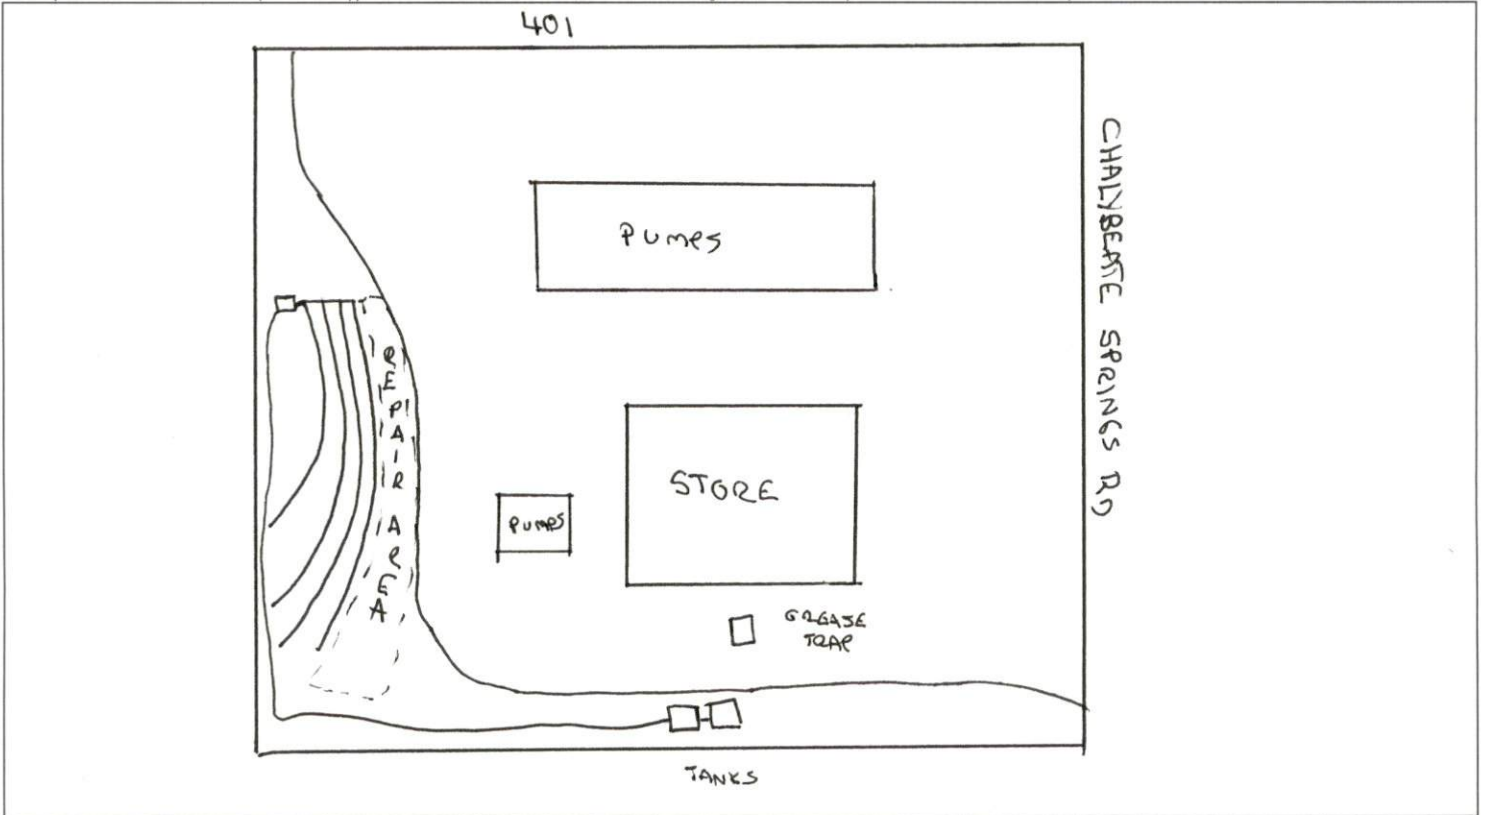 401
CHALYBEATE SPRINGS RD
PUMPS
REPAIR AREA
STORE
PUMPS
GREASE
TRAP
TANKS